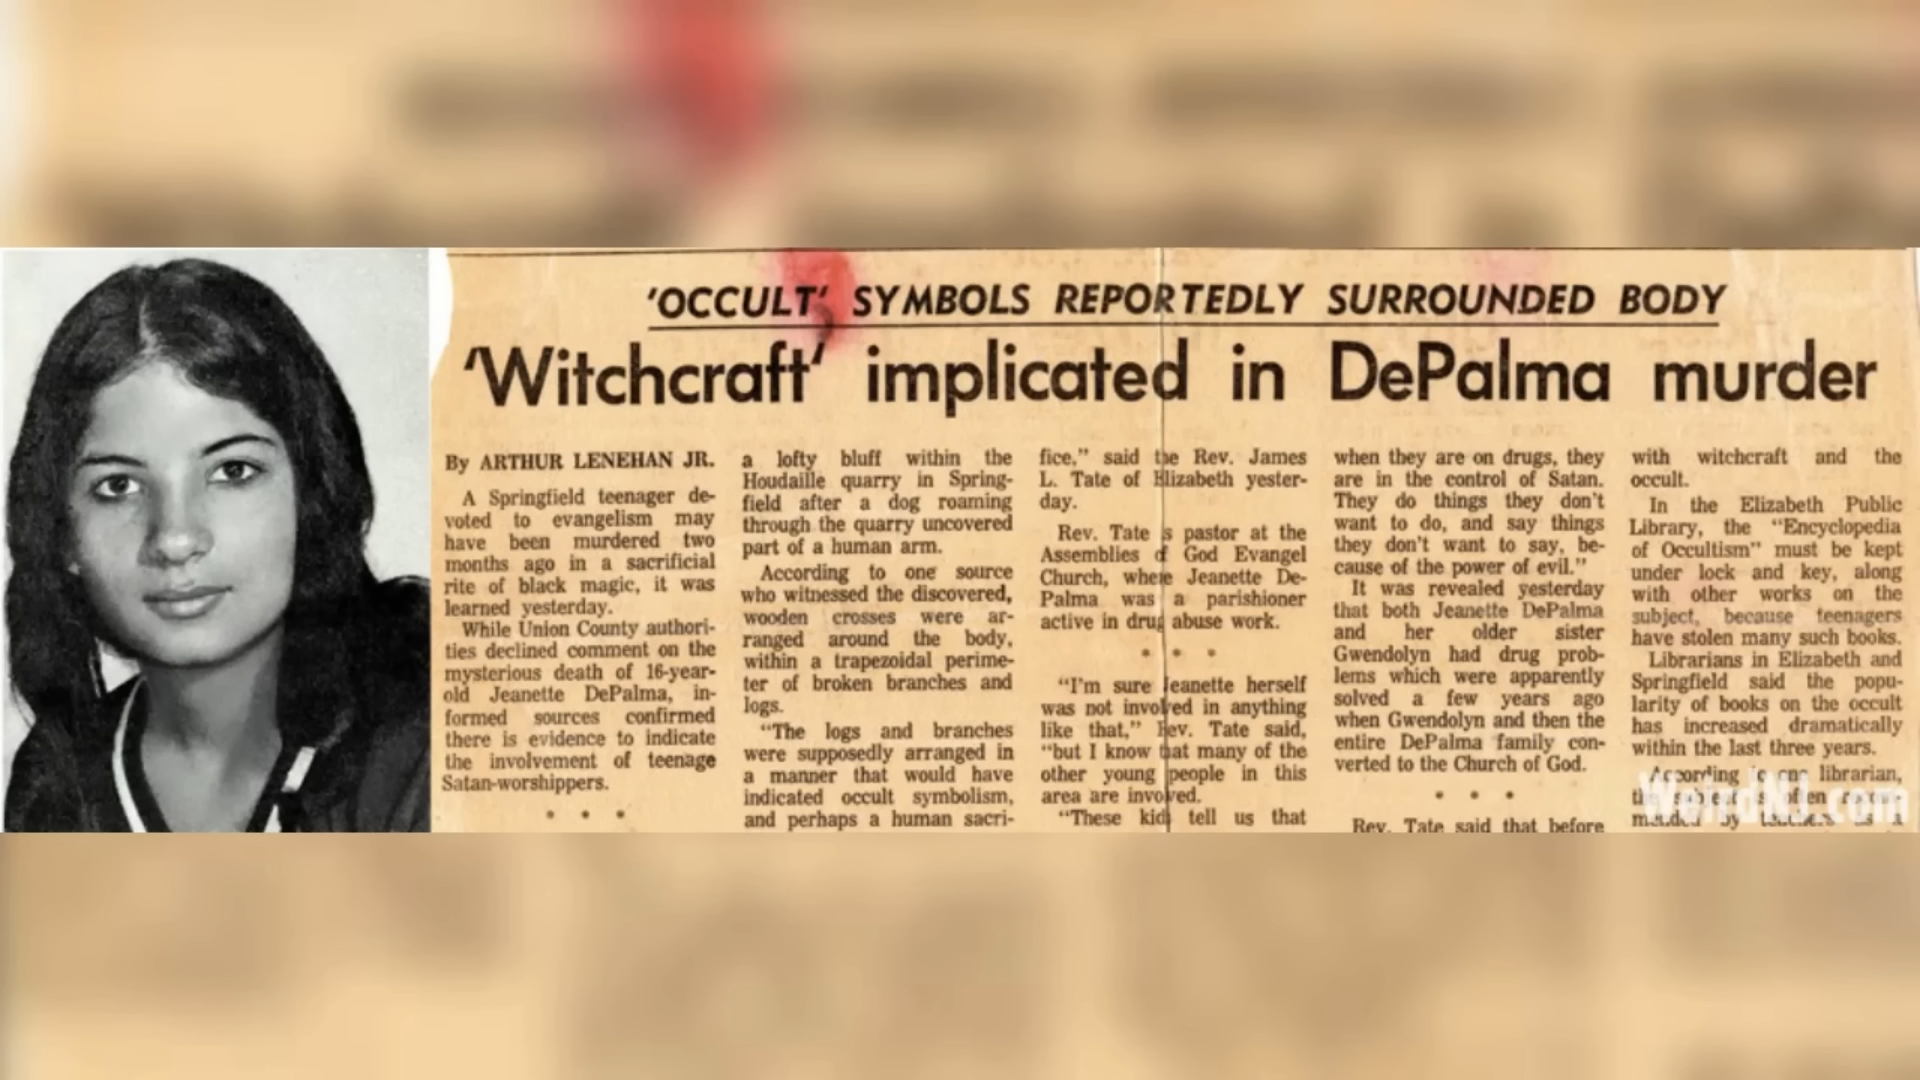 'OCCULT' SYMBOLS REPORTEDLY SURROUNDED BODY
'Witchcraft' implicated in DePalma murder
By ARTHUR LENEHAN JR.
A Springfield teenager de-
voted to evangelism may
have been murdered two
months ago in a sacrificial
rite of black magic, it was
learned yesterday.
While Union County authori-
ties declined comment on the
mysterious death of 16-year-
old Jeanette DePalma, in-
formed sources confirmed
there is evidence to indicate
the involvement of teenage
Satan-worshippers.
• • •
a lofty bluff within the
Houdaille quarry in Spring-
field after a dog roaming
through the quarry uncovered
part of a human arm.
According to one source
who witnessed the discovered,
wooden crosses were ar-
ranged around the body,
within a trapezoidal perime-
ter of broken branches and
logs.
"The logs and branches
were supposedly arranged in
a manner that would have
indicated occult symbolism,
and perhaps a human sacri-
fice," said the Rev. James
L. Tate of Elizabeth yester-
day.
Rev. Tate is pastor at the
Assemblies of God Evangel
Church, where Jeanette De-
Palma was a parishioner
active in drug abuse work.
• • •
"I'm sure Jeanette herself
was not involved in anything
like that," Rev. Tate said,
"but I know that many of the
other young people in this
area are involved.
"These kids tell us that
when they are on drugs, they
are in the control of Satan.
They do things they don't
want to do, and say things
they don't want to say, be-
cause of the power of evil."
It was revealed yesterday
that both Jeanette DePalma
and her older sister
Gwendolyn had drug prob-
lems which were apparently
solved a few years ago
when Gwendolyn and then the
entire DePalma family con-
verted to the Church of God.
• • •
Rev. Tate said that before
with witchcraft and the
occult.
In the Elizabeth Public
Library, the "Encyclopedia
of Occultism" must be kept
under lock and key, along
with other works on the
subject, because teenagers
have stolen many such books.
Librarians in Elizabeth and
Springfield said the popu-
larity of books on the occult
has increased dramatically
within the last three years.
According to one librarian,
the subject is often recom-
mended by teachers as a
WeirdNJ.com